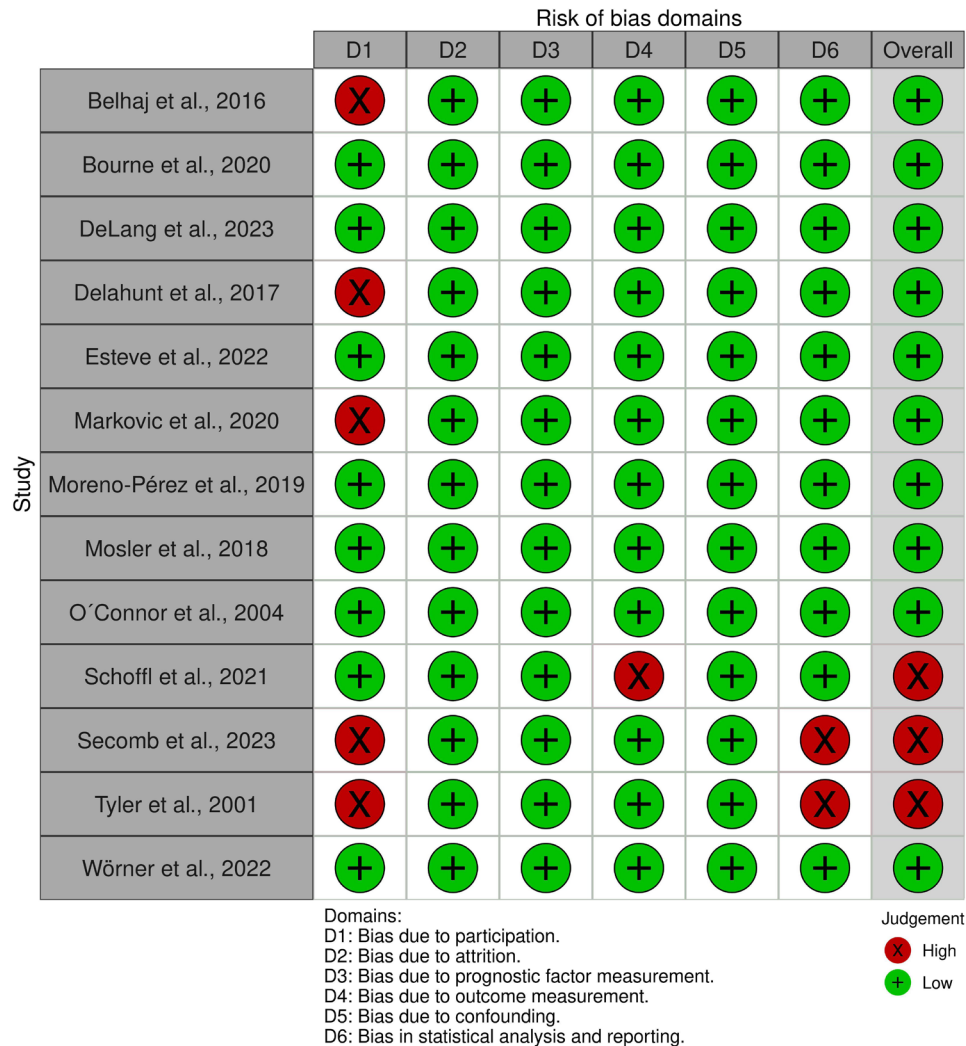 Risk of bias domains
D1 D2 D3 D4 D5 D6 Overall
Study
Belhaj et al., 2016 X + + + + + +
Bourne et al., 2020 + + + + + + +
DeLang et al., 2023 + + + + + + +
Delahunt et al., 2017 X + + + + + +
Esteve et al., 2022 + + + + + + +
Markovic et al., 2020 X + + + + + +
Moreno-Pérez et al., 2019 + + + + + + +
Mosler et al., 2018 + + + + + + +
O´Connor et al., 2004 + + + + + + +
Schoffl et al., 2021 + + + X + + X
Secomb et al., 2023 X + + + + X X
Tyler et al., 2001 X + + + + X X
Wörner et al., 2022 + + + + + + +
Domains:
D1: Bias due to participation.
D2: Bias due to attrition.
D3: Bias due to prognostic factor measurement.
D4: Bias due to outcome measurement.
D5: Bias due to confounding.
D6: Bias in statistical analysis and reporting.
Judgement
X High
+ Low